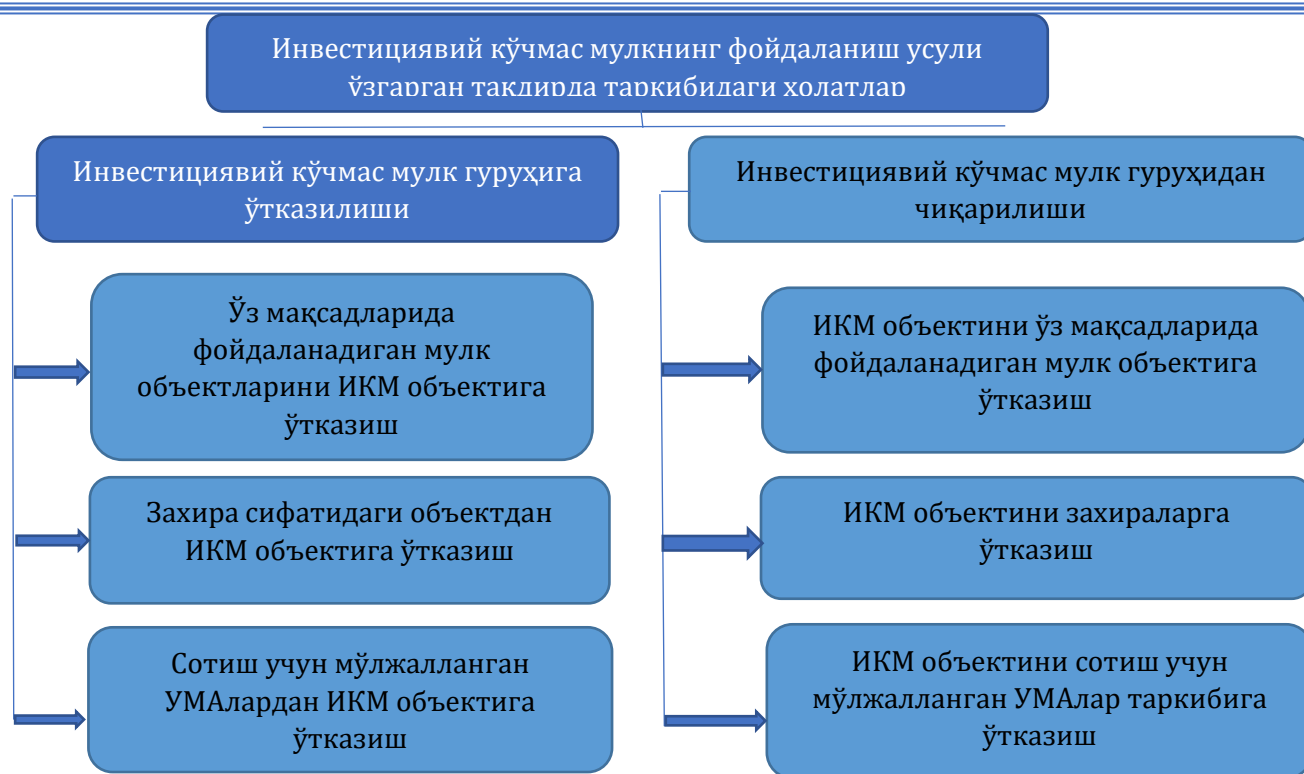 Инвестициявий кўчмас мулкнинг фойдаланиш усули
ўзгарган тақдирда таркибидаги ҳолатлар
Инвестициявий кўчмас мулк гуруҳига
ўтказилиши
Ўз мақсадларида
фойдаланадиган мулк
объектларини ИКМ объектига
ўтказиш
Захира сифатидаги объектдан
ИКМ объектига ўтказиш
Сотиш учун мўлжалланган
УМАлардан ИКМ объектига
ўтказиш
Инвестициявий кўчмас мулк гуруҳидан
чиқарилиши
ИКМ объектини ўз мақсадларида
фойдаланадиган мулк объектига
ўтказиш
ИКМ объектини захираларга
ўтказиш
ИКМ объектини сотиш учун
мўлжалланган УМАлар таркибига
ўтказиш